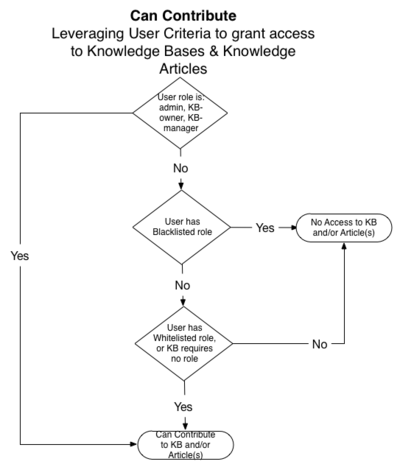 Can Contribute
Leveraging User Criteria to grant access
to Knowledge Bases & Knowledge
Articles
User role is:
admin, KB-
owner, KB-
manager
No
User has
Blacklisted role
Yes
No Access to KB
and/or Article(s)
Yes
No
User has
Whitelisted role,
or KB requires
no role
No
Yes
Can Contribute
to KB and/or
Article(s)